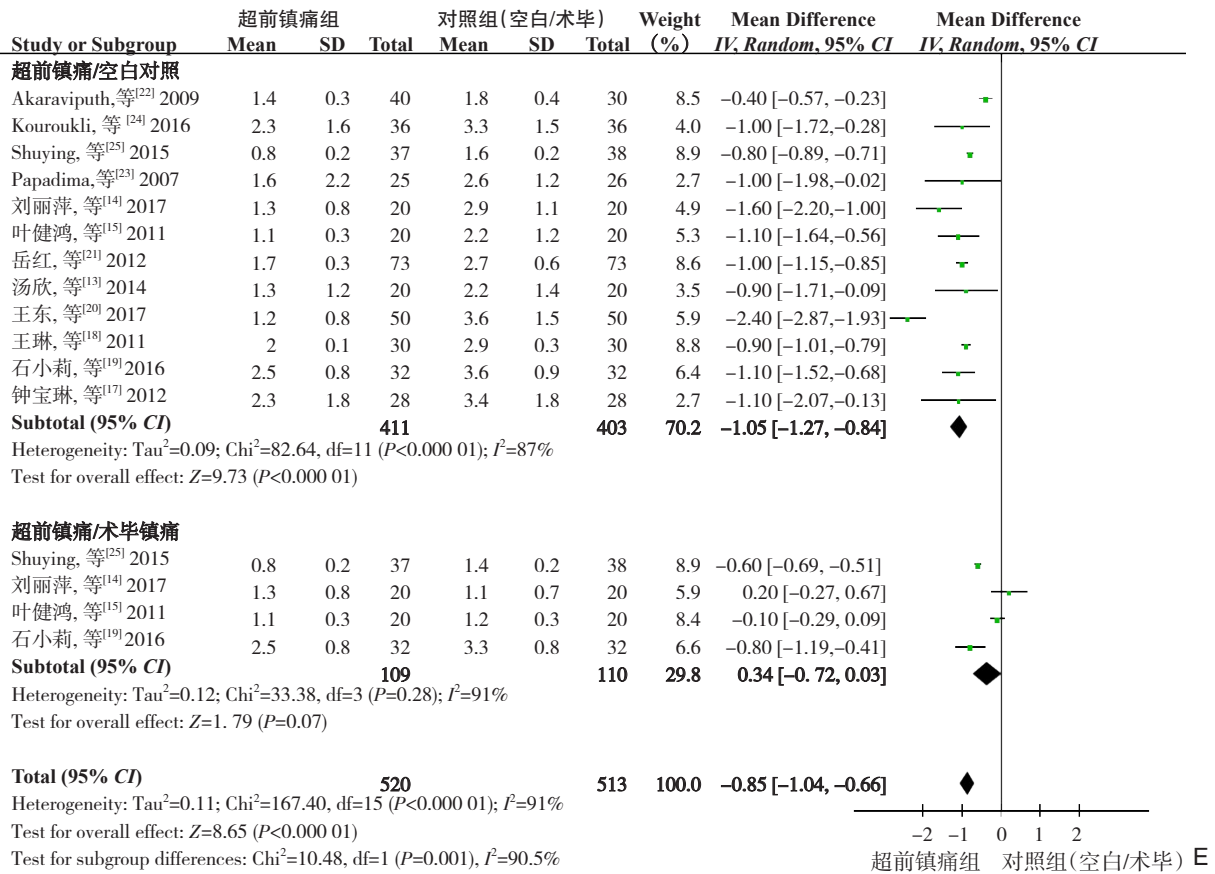 超前镇痛组 对照组(空白/术毕) Weight Mean Difference Mean Difference
Study or Subgroup Mean SD Total Mean SD Total (%) IV, Random, 95% CI IV, Random, 95% CI
超前镇痛/空白对照
Akaraviputh,等[22] 2009 1.4 0.3 40 1.8 0.4 30 8.5 −0.40 [−0.57, −0.23]
Kouroukli, 等 [24] 2016 2.3 1.6 36 3.3 1.5 36 4.0 −1.00 [−1.72,−0.28]
Shuying, 等[25] 2015 0.8 0.2 37 1.6 0.2 38 8.9 −0.80 [−0.89, −0.71]
Papadima,等[23] 2007 1.6 2.2 25 2.6 1.2 26 2.7 −1.00 [−1.98,−0.02]
刘丽萍, 等[14] 2017 1.3 0.8 20 2.9 1.1 20 4.9 −1.60 [−2.20,−1.00]
叶健鸿, 等[15] 2011 1.1 0.3 20 2.2 1.2 20 5.3 −1.10 [−1.64,−0.56]
岳红, 等[21] 2012 1.7 0.3 73 2.7 0.6 73 8.6 −1.00 [−1.15,−0.85]
汤欣, 等[13] 2014 1.3 1.2 20 2.2 1.4 20 3.5 −0.90 [−1.71,−0.09]
王东, 等[20] 2017 1.2 0.8 50 3.6 1.5 50 5.9 −2.40 [−2.87,−1.93]
王琳, 等[18] 2011 2 0.1 30 2.9 0.3 30 8.8 −0.90 [−1.01,−0.79]
石小莉, 等[19] 2016 2.5 0.8 32 3.6 0.9 32 6.4 −1.10 [−1.52,−0.68]
钟宝琳, 等[17] 2012 2.3 1.8 28 3.4 1.8 28 2.7 −1.10 [−2.07,−0.13]
Subtotal (95% CI) 411 403 70.2 −1.05 [−1.27, −0.84]
Heterogeneity: Tau²=0.09; Chi²=82.64, df=11 (P<0.000 01); I²=87%
Test for overall effect: Z=9.73 (P<0.000 01)
超前镇痛/术毕镇痛
Shuying, 等[25] 2015 0.8 0.2 37 1.4 0.2 38 8.9 −0.60 [−0.69, −0.51]
刘丽萍, 等[14] 2017 1.3 0.8 20 1.1 0.7 20 5.9 0.20 [−0.27, 0.67]
叶健鸿, 等[15] 2011 1.1 0.3 20 1.2 0.3 20 8.4 −0.10 [−0.29, 0.09]
石小莉, 等[19] 2016 2.5 0.8 32 3.3 0.8 32 6.6 −0.80 [−1.19,−0.41]
Subtotal (95% CI) 109 110 29.8 0.34 [−0. 72, 0.03]
Heterogeneity: Tau²=0.12; Chi²=33.38, df=3 (P=0.28); I²=91%
Test for overall effect: Z=1. 79 (P=0.07)
Total (95% CI) 520 513 100.0 −0.85 [−1.04, −0.66]
Heterogeneity: Tau²=0.11; Chi²=167.40, df=15 (P<0.000 01); I²=91%
Test for overall effect: Z=8.65 (P<0.000 01)
−2 −1 0 1 2
Test for subgroup differences: Chi²=10.48, df=1 (P=0.001), I²=90.5%
超前镇痛组 对照组(空白/术毕) E